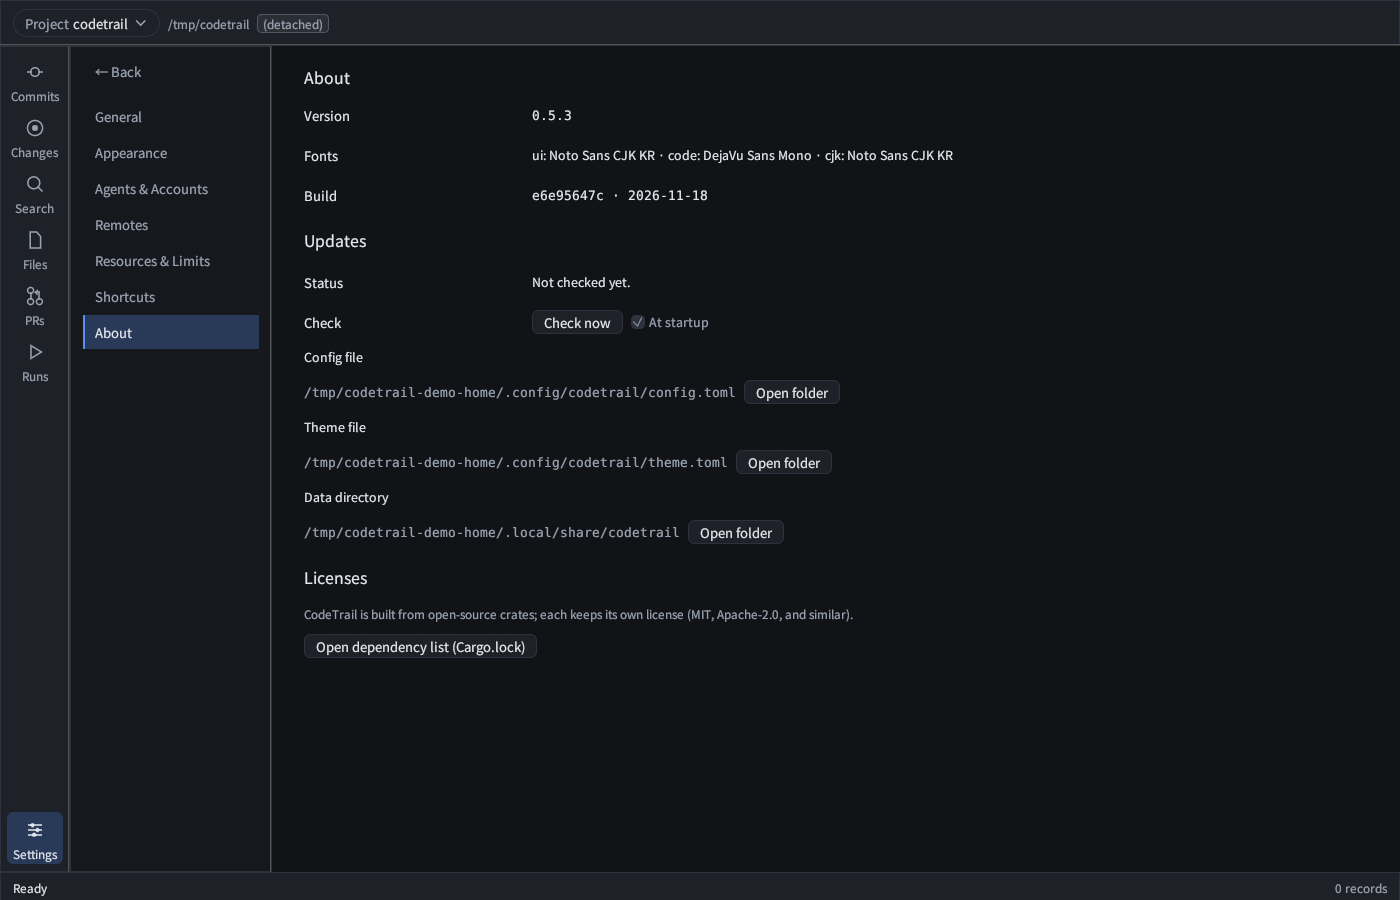 Project codetrail /tmp/codetrail (detached)
Commits
Changes
Search
Files
PRs
Runs
Settings
← Back
General
Appearance
Agents & Accounts
Remotes
Resources & Limits
Shortcuts
About
About
Version 0.5.3
Fonts ui: Noto Sans CJK KR · code: DejaVu Sans Mono · cjk: Noto Sans CJK KR
Build e6e95647c · 2026-11-18
Updates
Status Not checked yet.
Check Check now At startup
Config file
/tmp/codetrail-demo-home/.config/codetrail/config.toml Open folder
Theme file
/tmp/codetrail-demo-home/.config/codetrail/theme.toml Open folder
Data directory
/tmp/codetrail-demo-home/.local/share/codetrail Open folder
Licenses
CodeTrail is built from open-source crates; each keeps its own license (MIT, Apache-2.0, and similar).
Open dependency list (Cargo.lock)
Ready 0 records